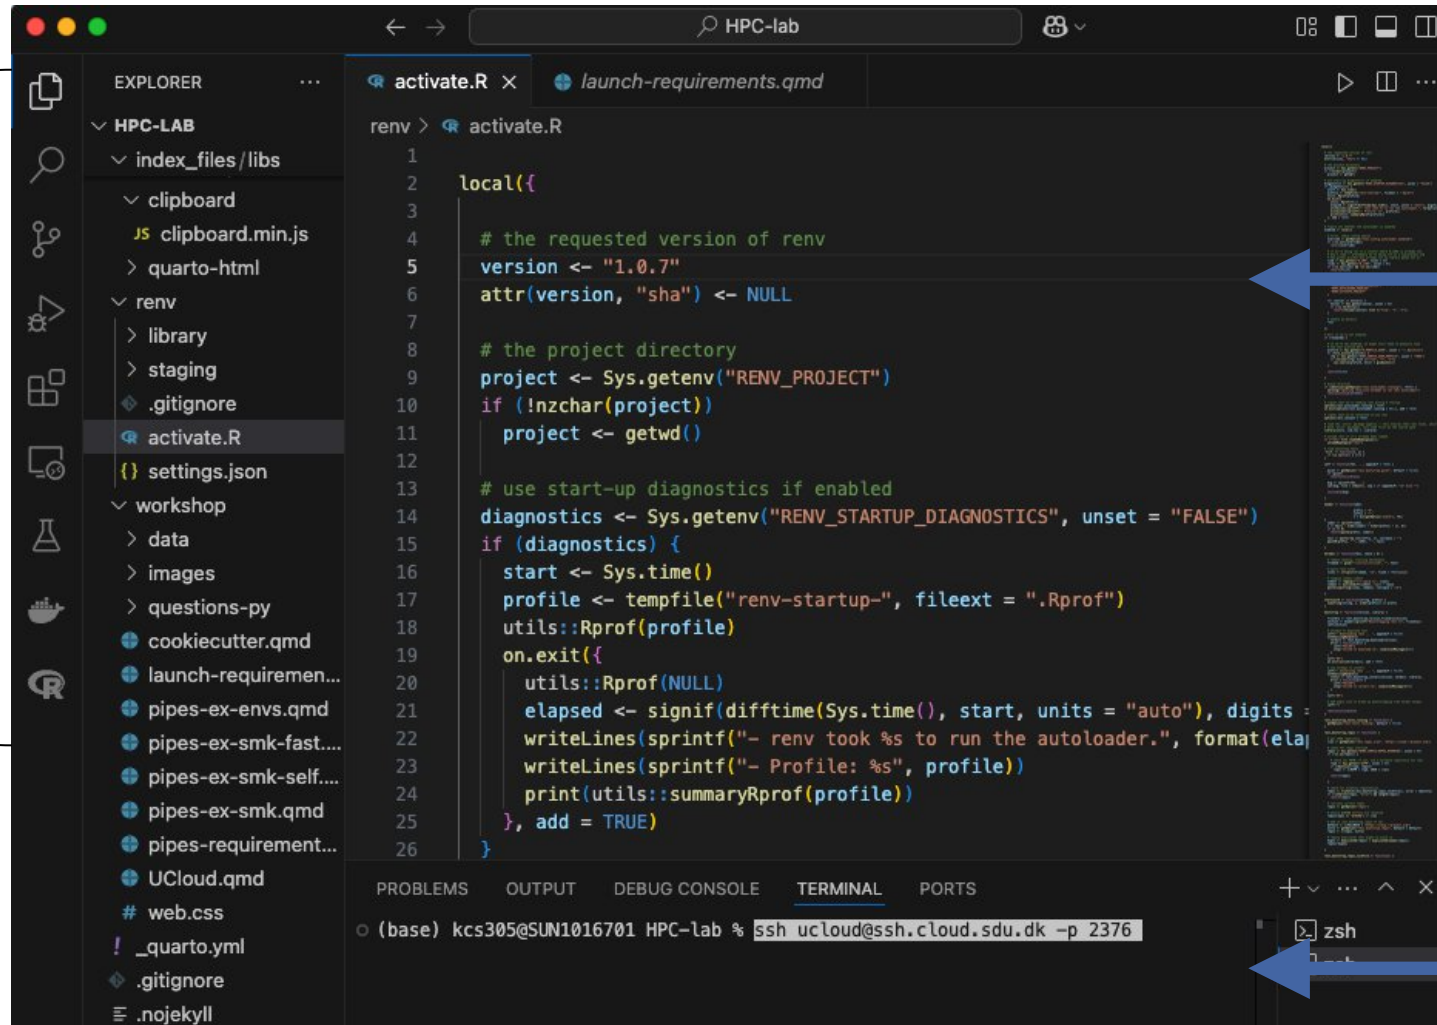 HPC-lab
EXPLORER
HPC-LAB
index_files/libs
clipboard
JS clipboard.min.js
quarto-html
renv
library
staging
.gitignore
activate.R
{} settings.json
workshop
data
images
questions-py
cookiecutter.qmd
launch-requiremen...
pipes-ex-envs.qmd
pipes-ex-smk-fast....
pipes-ex-smk-self....
pipes-ex-smk.qmd
pipes-requirement...
UCloud.qmd
# web.css
! _quarto.yml
.gitignore
.nojekyll
activate.R launch-requirements.qmd
renv > activate.R
1
2 local({
3
4 # the requested version of renv
5 version <- "1.0.7"
6 attr(version, "sha") <- NULL
7
8 # the project directory
9 project <- Sys.getenv("RENV_PROJECT")
10 if (!nzchar(project))
11 project <- getwd()
12
13 # use start-up diagnostics if enabled
14 diagnostics <- Sys.getenv("RENV_STARTUP_DIAGNOSTICS", unset = "FALSE")
15 if (diagnostics) {
16 start <- Sys.time()
17 profile <- tempfile("renv-startup-", fileext = ".Rprof")
18 utils::Rprof(profile)
19 on.exit({
20 utils::Rprof(NULL)
21 elapsed <- signif(difftime(Sys.time(), start, units = "auto"), digits =
22 writeLines(sprintf("- renv took %s to run the autoloader.", format(elap
23 writeLines(sprintf("- Profile: %s", profile))
24 print(utils::summaryRprof(profile))
25 }, add = TRUE)
26 }
PROBLEMS OUTPUT DEBUG CONSOLE TERMINAL PORTS
(base) kcs305@SUN1016701 HPC-lab % ssh ucloud@ssh.cloud.sdu.dk -p 2376
zsh